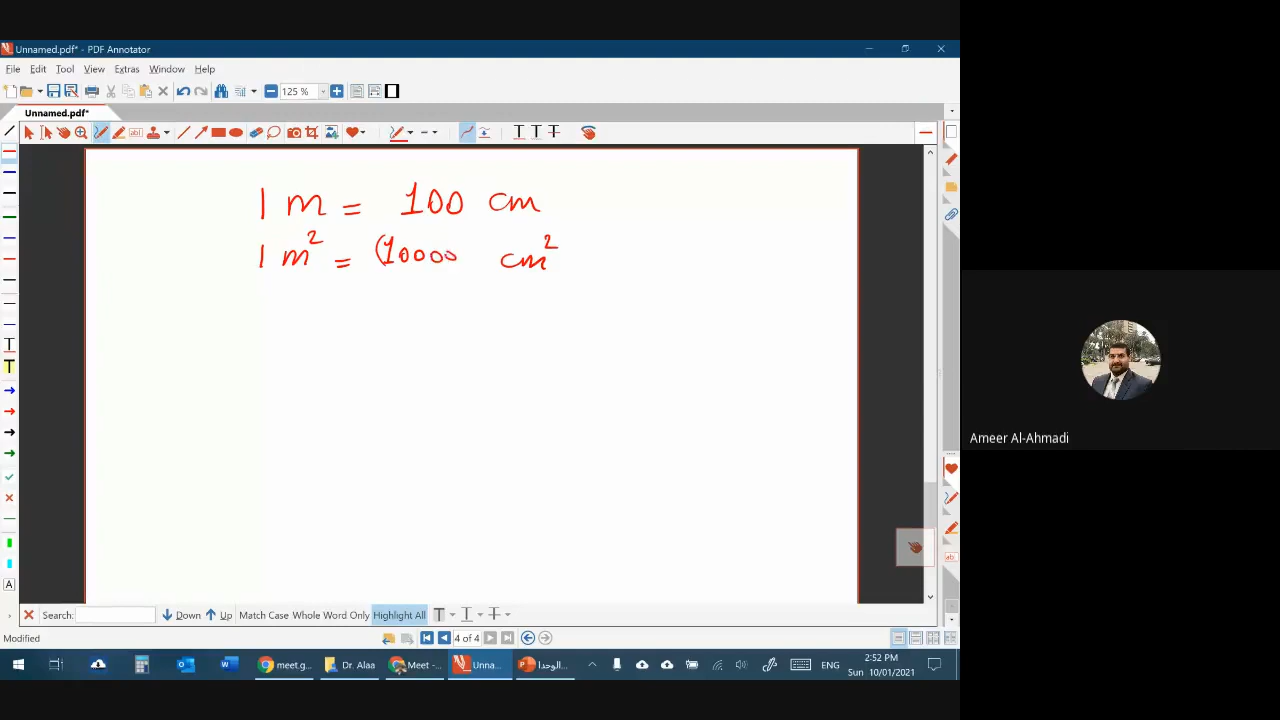 Unnamed.pdf* - PDF Annotator
File Edit Tool View Extras Window Help
125 %
Unnamed.pdf*
1 m = 100 cm
1 m² = (10000 cm²
Ameer Al-Ahmadi
Search: Down Up Match Case Whole Word Only Highlight All
Modified
4 of 4
meet.g...
Dr. Alaa
Meet - ...
Unna...
الوحدا...
ENG
2:52 PM
Sun 10/01/2021